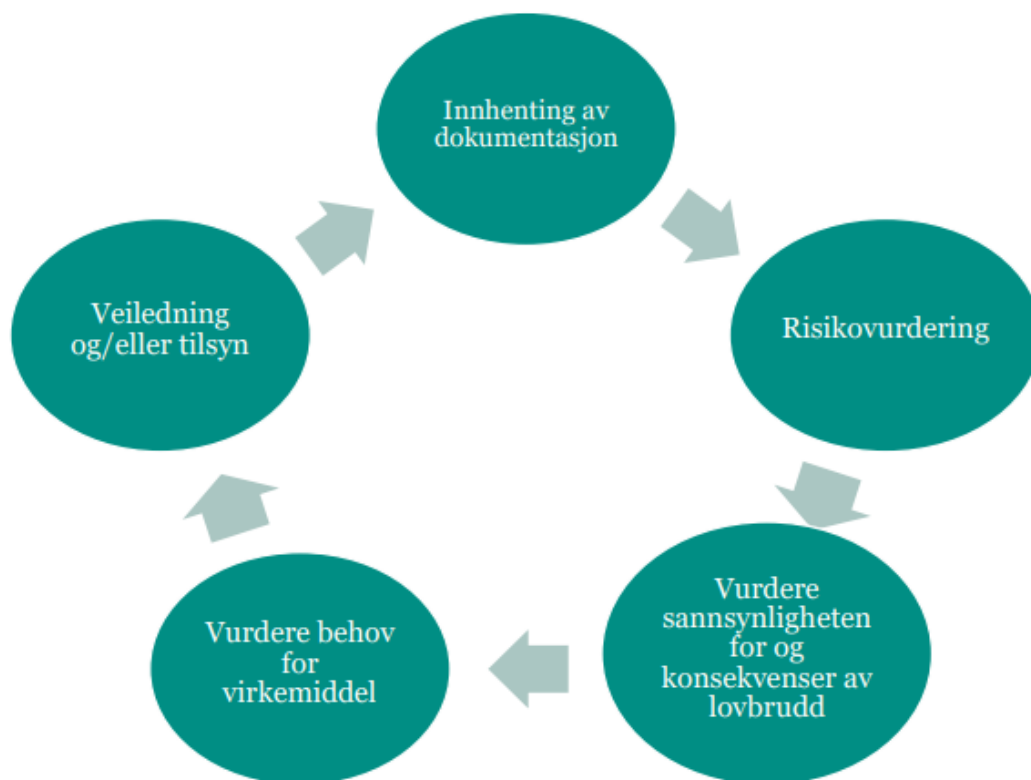 Innhenting av
dokumentasjon
Risikovurdering
Vurdere
sannsynligheten
for og
konsekvenser av
lovbrudd
Vurdere behov
for
virkemiddel
Veiledning
og/eller tilsyn